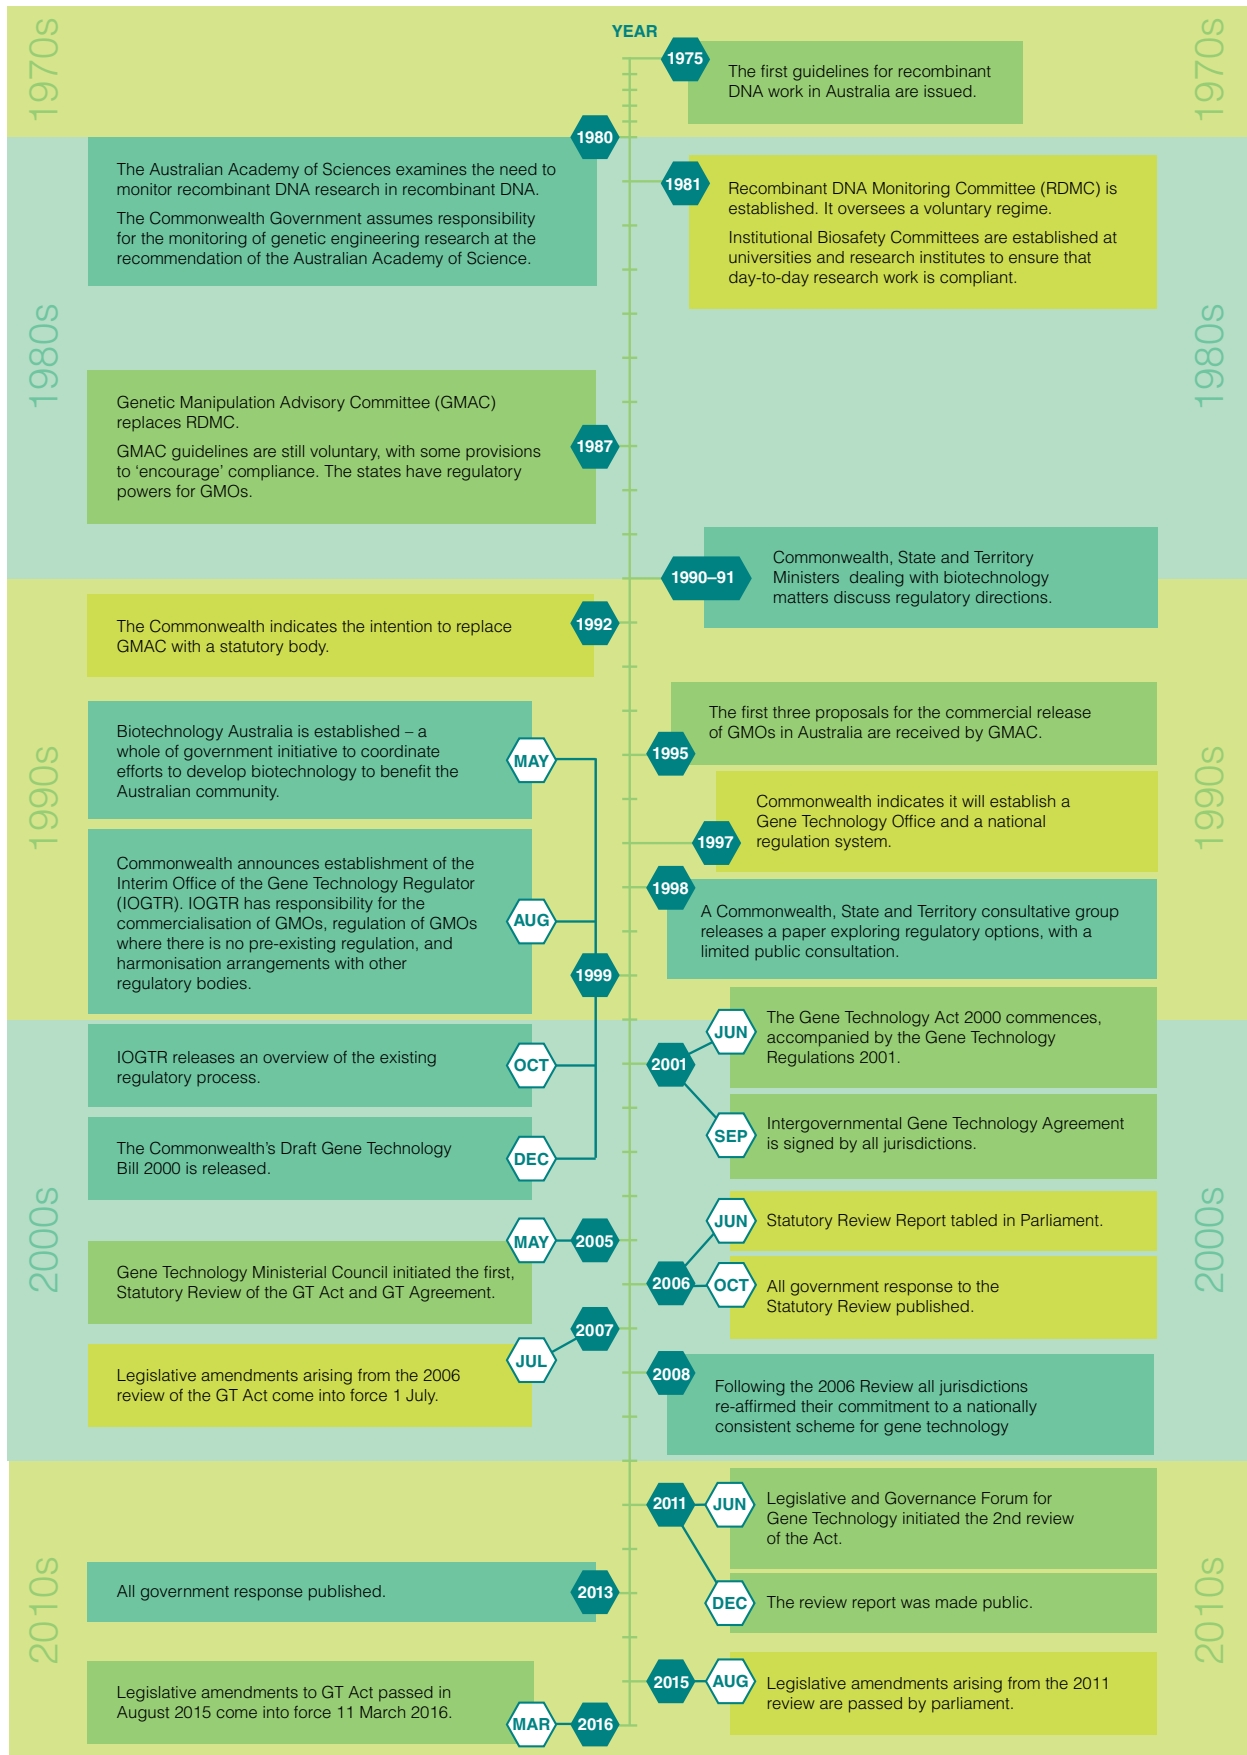 YEAR
1970s
1970s
1975
The first guidelines for recombinant
DNA work in Australia are issued.
1980
The Australian Academy of Sciences examines the need to
monitor recombinant DNA research in recombinant DNA.
The Commonwealth Government assumes responsibility
for the monitoring of genetic engineering research at the
recommendation of the Australian Academy of Science.
1981
Recombinant DNA Monitoring Committee (RDMC) is
established. It oversees a voluntary regime.
Institutional Biosafety Committees are established at
universities and research institutes to ensure that
day-to-day research work is compliant.
1980s
1980s
Genetic Manipulation Advisory Committee (GMAC)
replaces RDMC.
GMAC guidelines are still voluntary, with some provisions
to ‘encourage’ compliance. The states have regulatory
powers for GMOs.
1987
1990–91
Commonwealth, State and Territory
Ministers  dealing with biotechnology
matters discuss regulatory directions.
The Commonwealth indicates the intention to replace
GMAC with a statutory body.
1992
1995
The first three proposals for the commercial release
of GMOs in Australia are received by GMAC.
1990s
1990s
1997
Commonwealth indicates it will establish a
Gene Technology Office and a national
regulation system.
1998
A Commonwealth, State and Territory consultative group
releases a paper exploring regulatory options, with a
limited public consultation.
1999
MAY
Biotechnology Australia is established – a
whole of government initiative to coordinate
efforts to develop biotechnology to benefit the
Australian community.
AUG
Commonwealth announces establishment of the
Interim Office of the Gene Technology Regulator
(IOGTR). IOGTR has responsibility for the
commercialisation of GMOs, regulation of GMOs
where there is no pre-existing regulation, and
harmonisation arrangements with other
regulatory bodies.
OCT
IOGTR releases an overview of the existing
regulatory process.
DEC
The Commonwealth’s Draft Gene Technology
Bill 2000 is released.
2001
JUN
The Gene Technology Act 2000 commences,
accompanied by the Gene Technology
Regulations 2001.
SEP
Intergovernmental Gene Technology Agreement
is signed by all jurisdictions.
2000s
2000s
MAY
2005
Gene Technology Ministerial Council initiated the first,
Statutory Review of the GT Act and GT Agreement.
2006
JUN
Statutory Review Report tabled in Parliament.
OCT
All government response to the
Statutory Review published.
2007
JUL
Legislative amendments arising from the 2006
review of the GT Act come into force 1 July.
2008
Following the 2006 Review all jurisdictions
re-affirmed their commitment to a nationally
consistent scheme for gene technology
2010s
2010s
2011
JUN
Legislative and Governance Forum for
Gene Technology initiated the 2nd review
of the Act.
DEC
The review report was made public.
All government response published.
2013
2015
AUG
Legislative amendments arising from the 2011
review are passed by parliament.
Legislative amendments to GT Act passed in
August 2015 come into force 11 March 2016.
MAR
2016